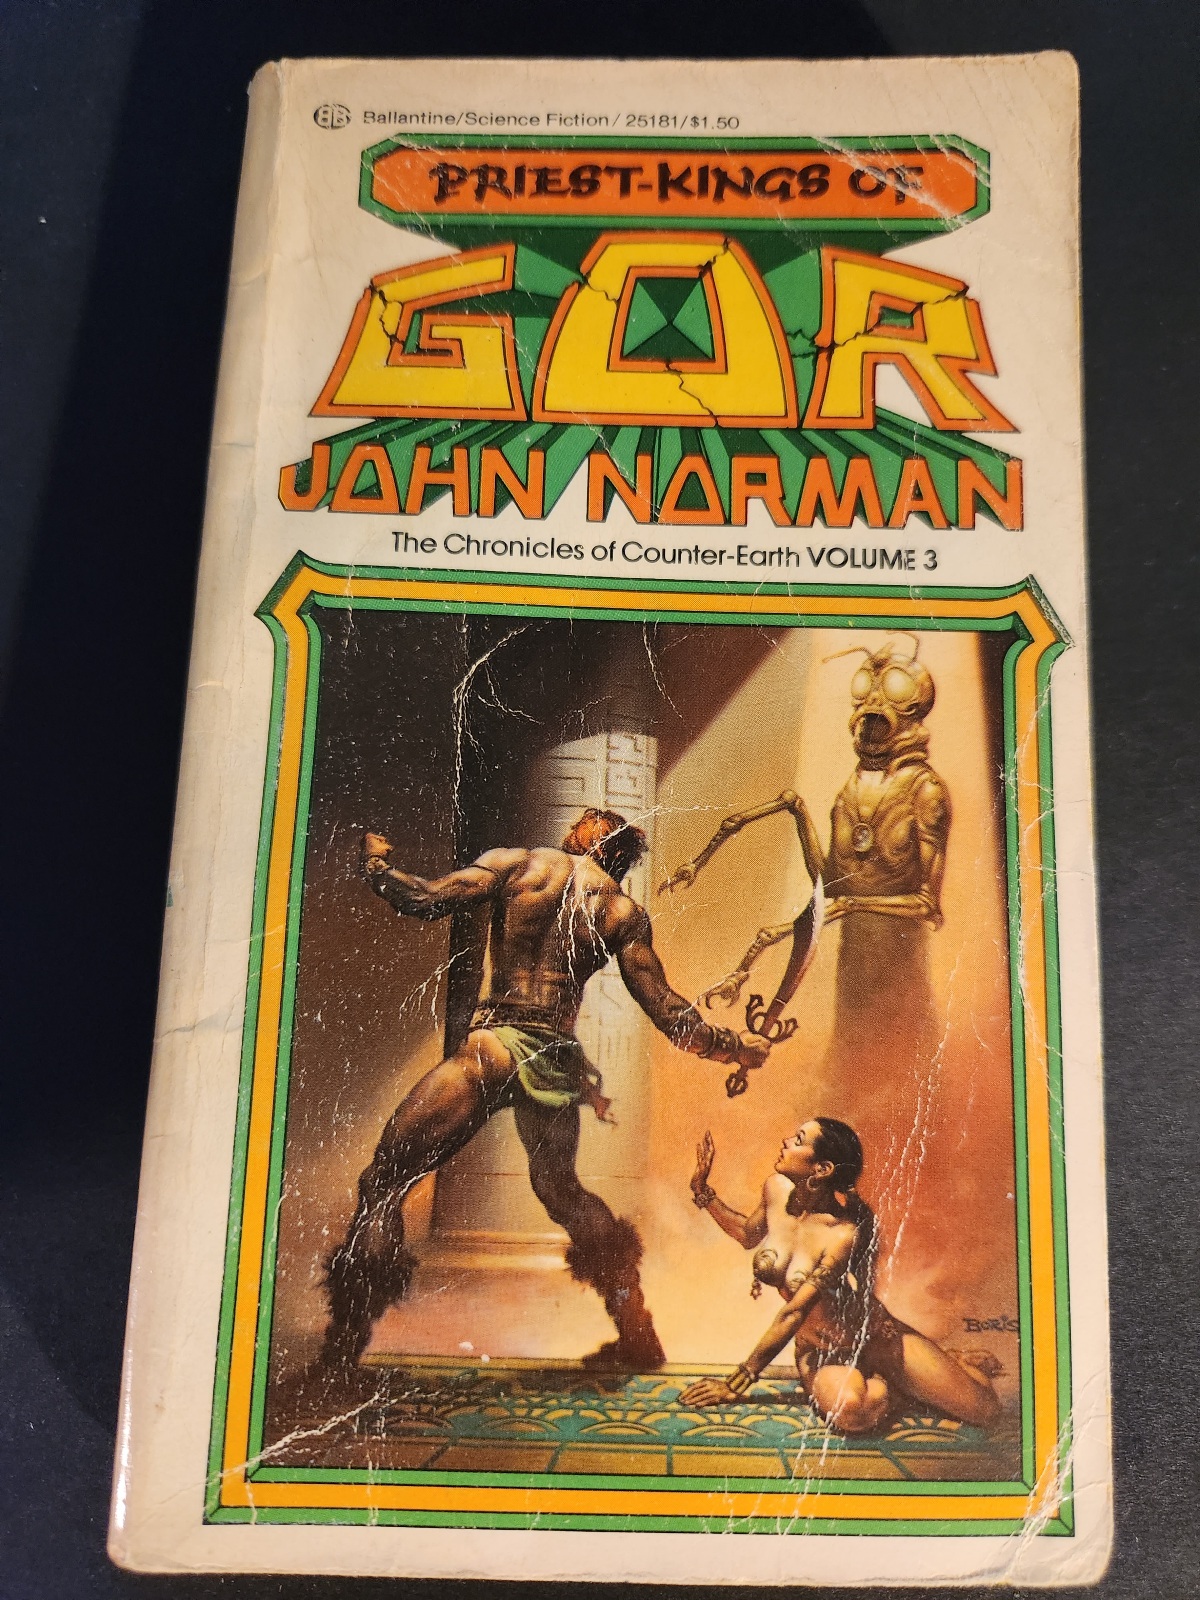 BB Ballantine/Science Fiction/25181/$1.50
PRIEST-KINGS OF
GOR
JOHN NORMAN
The Chronicles of Counter-Earth VOLUME 3
BORIS